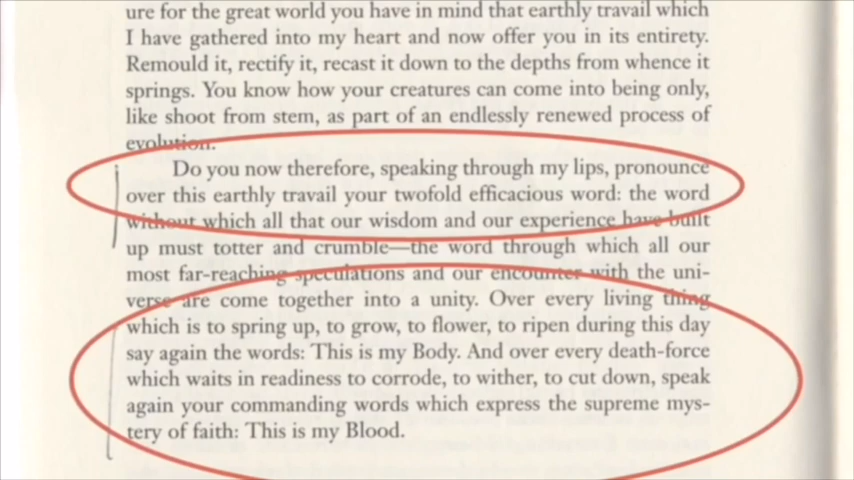 ure for the great world you have in mind that earthly travail which
I have gathered into my heart and now offer you in its entirety.
Remould it, rectify it, recast it down to the depths from whence it
springs. You know how your creatures can come into being only,
like shoot from stem, as part of an endlessly renewed process of
evolution.
Do you now therefore, speaking through my lips, pronounce
over this earthly travail your twofold efficacious word: the word
without which all that our wisdom and our experience have built
up must totter and crumble—the word through which all our
most far-reaching speculations and our encounter with the uni-
verse are come together into a unity. Over every living thing
which is to spring up, to grow, to flower, to ripen during this day
say again the words: This is my Body. And over every death-force
which waits in readiness to corrode, to wither, to cut down, speak
again your commanding words which express the supreme mys-
tery of faith: This is my Blood.